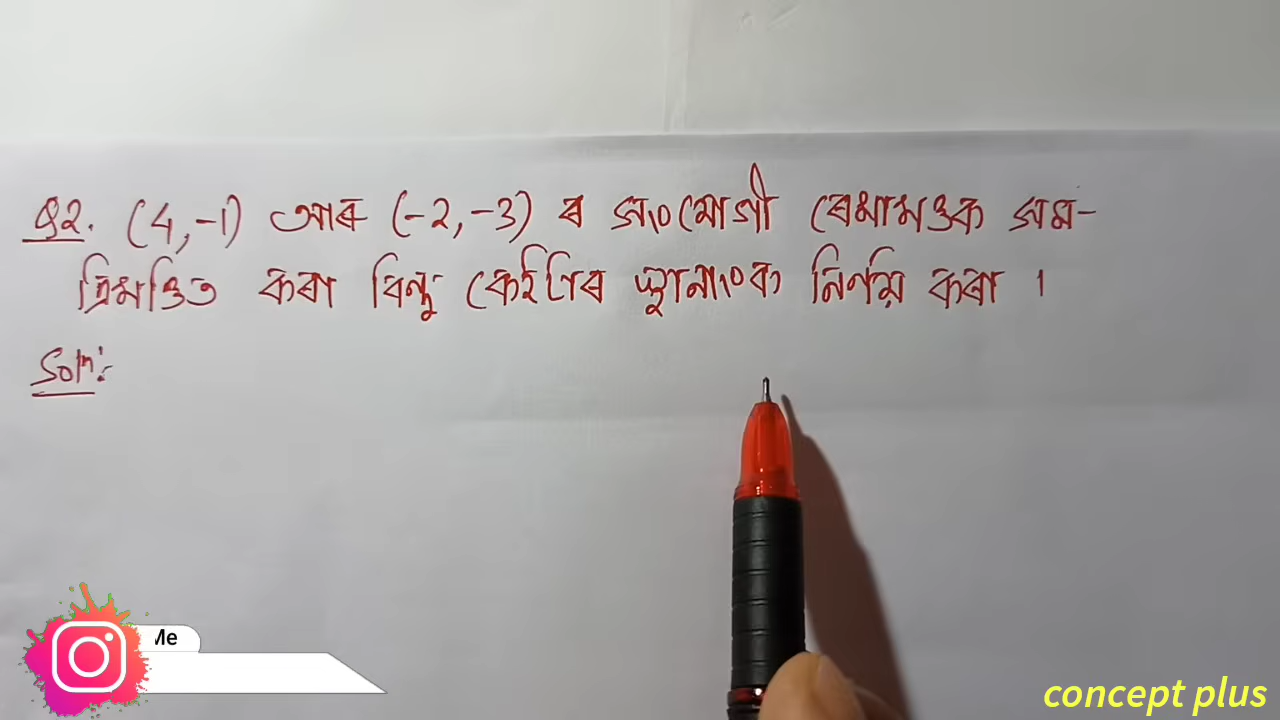 Q2. (4,-1) আৰু (-2,-3) ৰ সংযোগী ৰেখাখণ্ডক সম-
ত্ৰিখণ্ডিত কৰা বিন্দু কেইটাৰ স্থানাংক নিৰ্ণয় কৰা ।
Solⁿ:
Me
concept plus